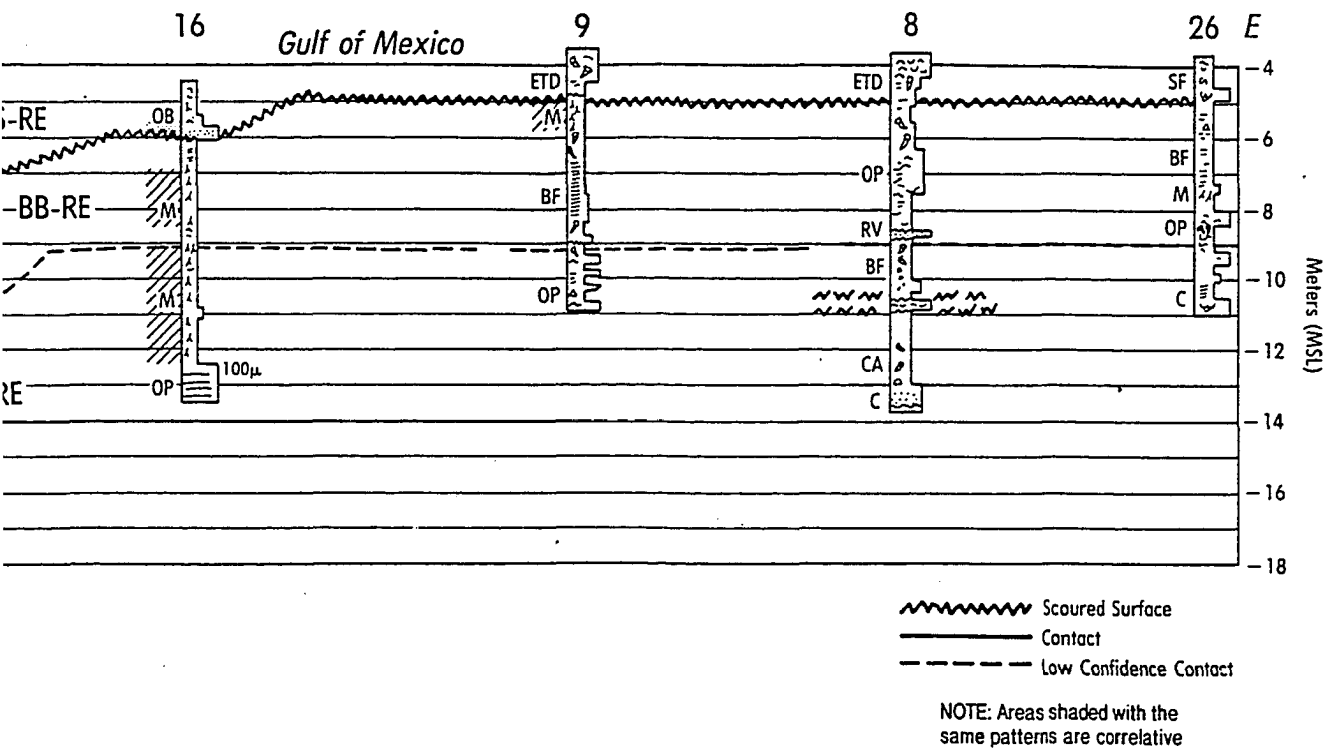 16 Gulf of Mexico 9 8 26 E
ETD ETD SF -4
OB M
-RE -6
BF
OP
-BB-RE BF M
M -8
RV OP
BF
-10
M OP C
-12
100μ CA
RE OP
C
-14
-16
-18
Meters (MSL)
Scoured Surface
Contact
Low Confidence Contact
NOTE: Areas shaded with the
same patterns are correlative